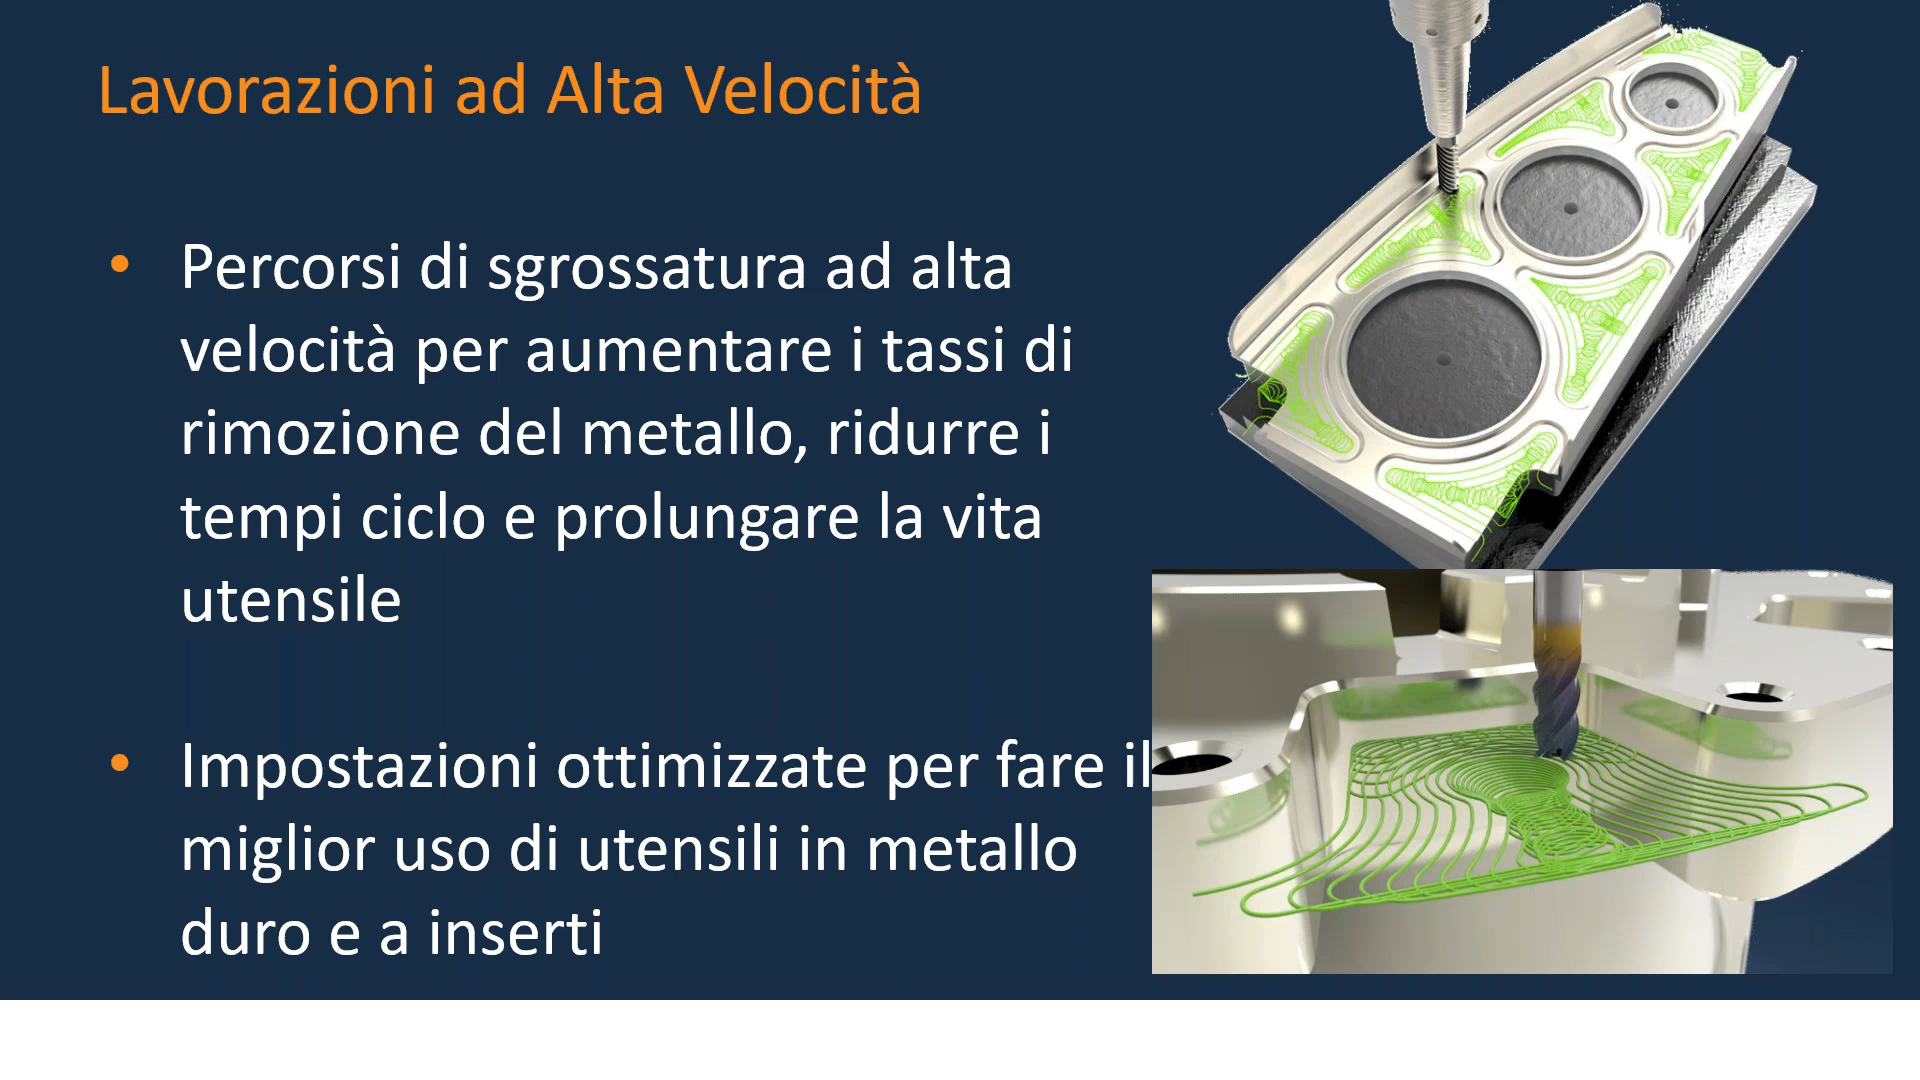 Lavorazioni ad Alta Velocità
• Percorsi di sgrossatura ad alta
velocità per aumentare i tassi di
rimozione del metallo, ridurre i
tempi ciclo e prolungare la vita
utensile
• Impostazioni ottimizzate per fare il
miglior uso di utensili in metallo
duro e a inserti